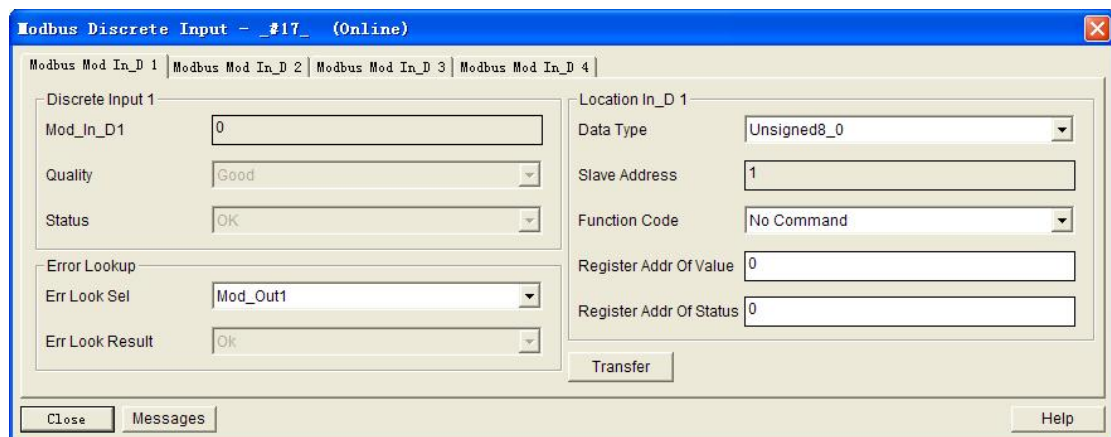 Modbus Discrete Input - _#17_ (Online)
Modbus Mod In_D 1 Modbus Mod In_D 2 Modbus Mod In_D 3 Modbus Mod In_D 4
Discrete Input 1
Mod_In_D1 0
Quality Good
Status OK
Error Lookup
Err Look Sel Mod_Out1
Err Look Result Ok
Location In_D 1
Data Type Unsigned8_0
Slave Address 1
Function Code No Command
Register Addr Of Value 0
Register Addr Of Status 0
Transfer
Close Messages Help